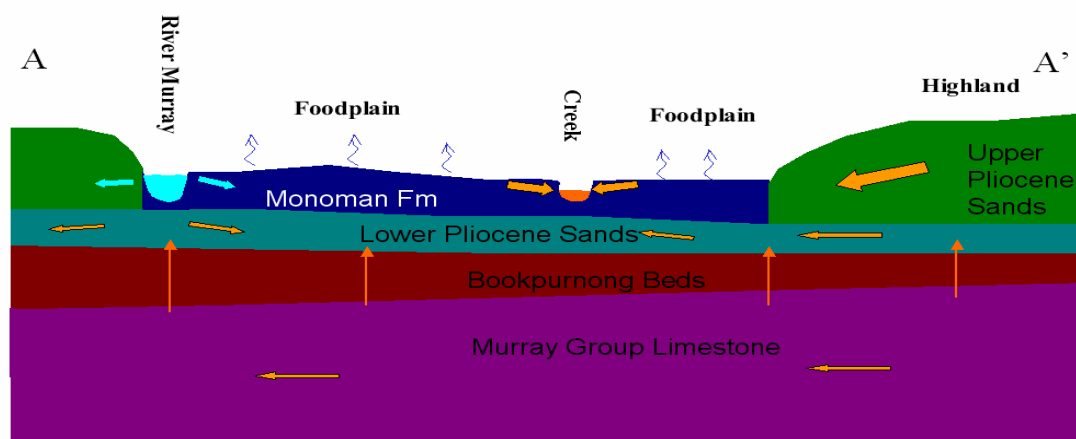 A
River Murray
Foodplain
Creek
Foodplain
Highland
A'
Upper
Pliocene
Sands
Monoman Fm
Lower Pliocene Sands
Bookpurnong Beds
Murray Group Limestone